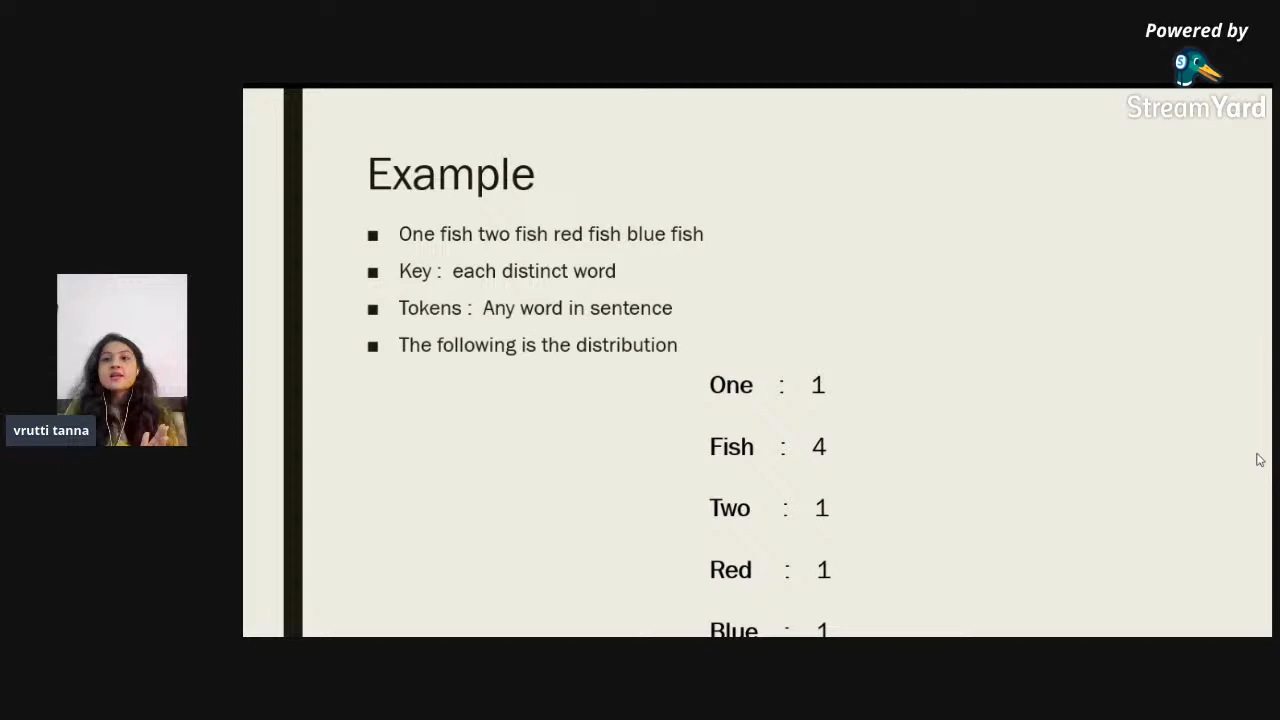 Powered by
StreamYard
Example
One fish two fish red fish blue fish
Key : each distinct word
Tokens : Any word in sentence
The following is the distribution
One : 1
Fish : 4
Two : 1
Red : 1
Blue : 1
vrutti tanna